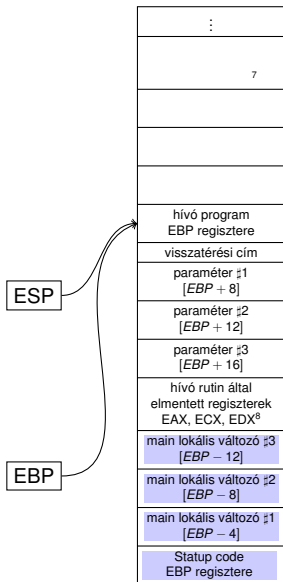 ⋮
7
hívó program
EBP regisztere
visszatérési cím
ESP
paraméter ♯1
[EBP + 8]
paraméter ♯2
[EBP + 12]
paraméter ♯3
[EBP + 16]
hívó rutin által
elmentett regiszterek
EAX, ECX, EDX⁸
EBP
main lokális változó ♯3
[EBP − 12]
main lokális változó ♯2
[EBP − 8]
main lokális változó ♯1
[EBP − 4]
Statup code
EBP regisztere